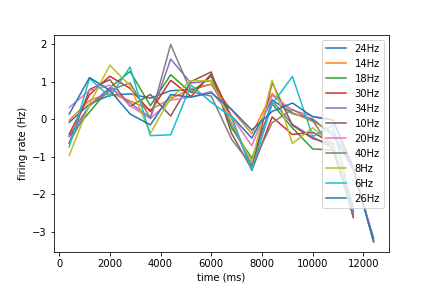 2
1
0
−1
−2
−3
firing rate (Hz)
0
2000
4000
6000
8000
10000
12000
time (ms)
24Hz
14Hz
18Hz
30Hz
34Hz
10Hz
20Hz
40Hz
8Hz
6Hz
26Hz